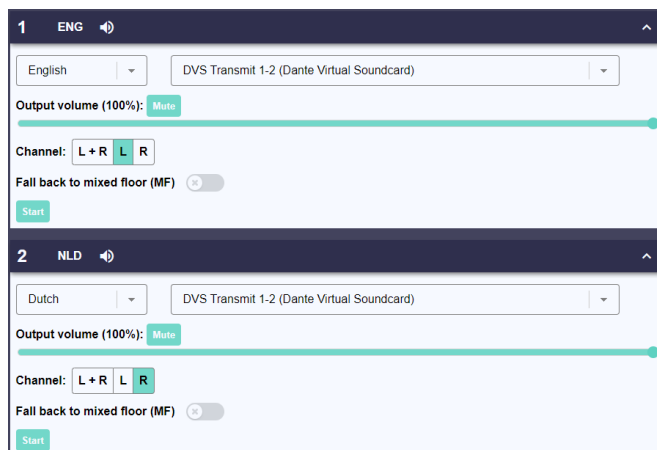 1 ENG
English DVS Transmit 1-2 (Dante Virtual Soundcard)
Output volume (100%): Mute
Channel: L + R L R
Fall back to mixed floor (MF)
Start
2 NLD
Dutch DVS Transmit 1-2 (Dante Virtual Soundcard)
Output volume (100%): Mute
Channel: L + R L R
Fall back to mixed floor (MF)
Start